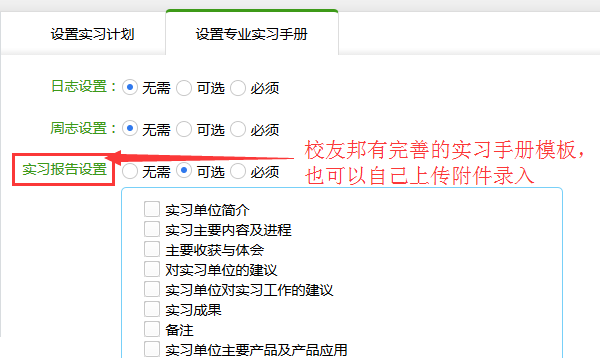 设置实习计划 设置专业实习手册
日志设置： 无需 可选 必须
周志设置： 无需 可选 必须
实习报告设置 无需 可选 必须
校友邦有完善的实习手册模板，
也可以自己上传附件录入
实习单位简介
实习主要内容及进程
主要收获与体会
对实习单位的建议
实习单位对实习工作的建议
实习成果
备注
实习单位主要产品及产品应用